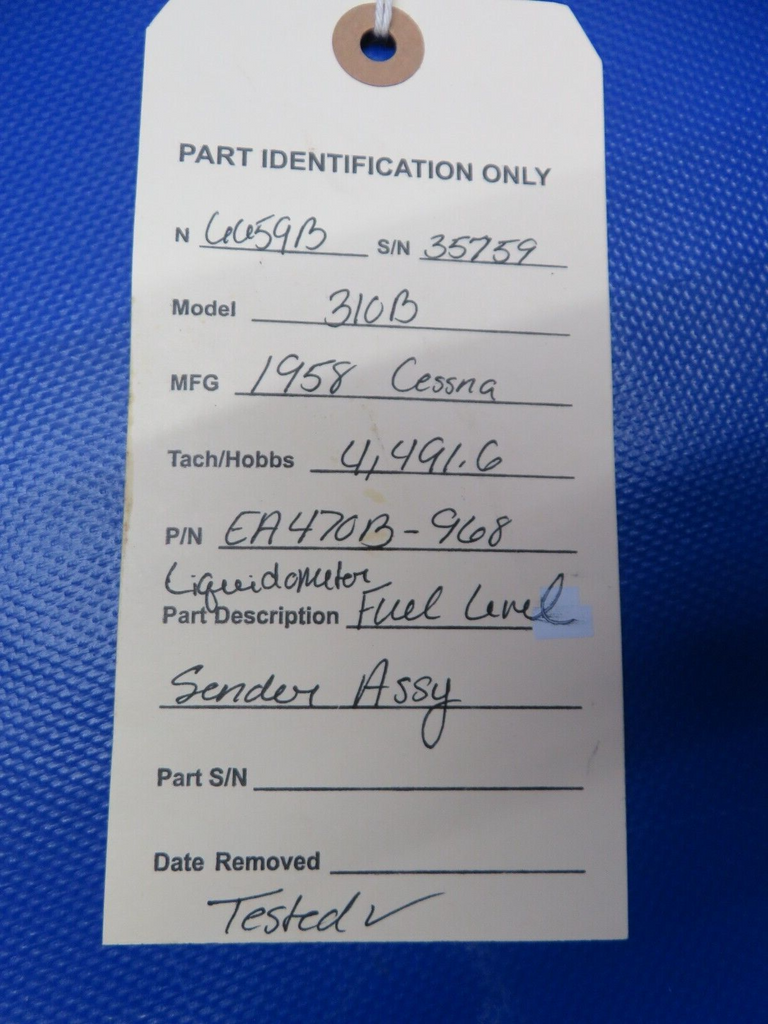 PART IDENTIFICATION ONLY
N 6659B S/N 35759
Model 310B
MFG 1958 Cessna
Tach/Hobbs 4,491.6
P/N EA470B-968
Liquidometer
Part Description Fuel Level
Sender Assy
Part S/N
Date Removed
Tested ✓